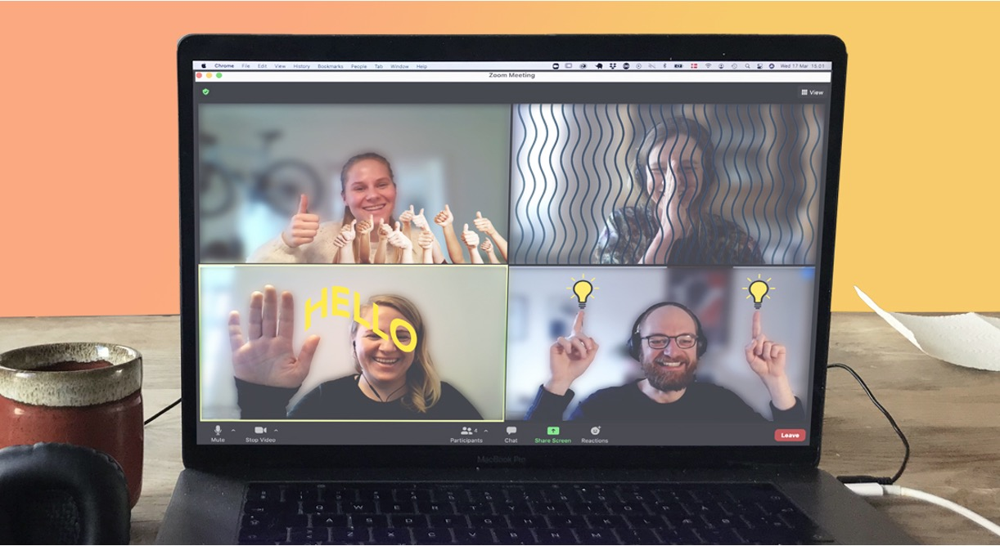 Chrome File Edit View History Bookmarks People Tab Window Help Wed 17 Mar 15.01
Zoom Meeting
View
HELLO
Mute Stop Video Participants 4 Chat Share Screen Reactions Leave
MacBook Pro
Q W E R T Y U I O P Å
A S D F G H J K L Æ Ø
Z X C V B N M